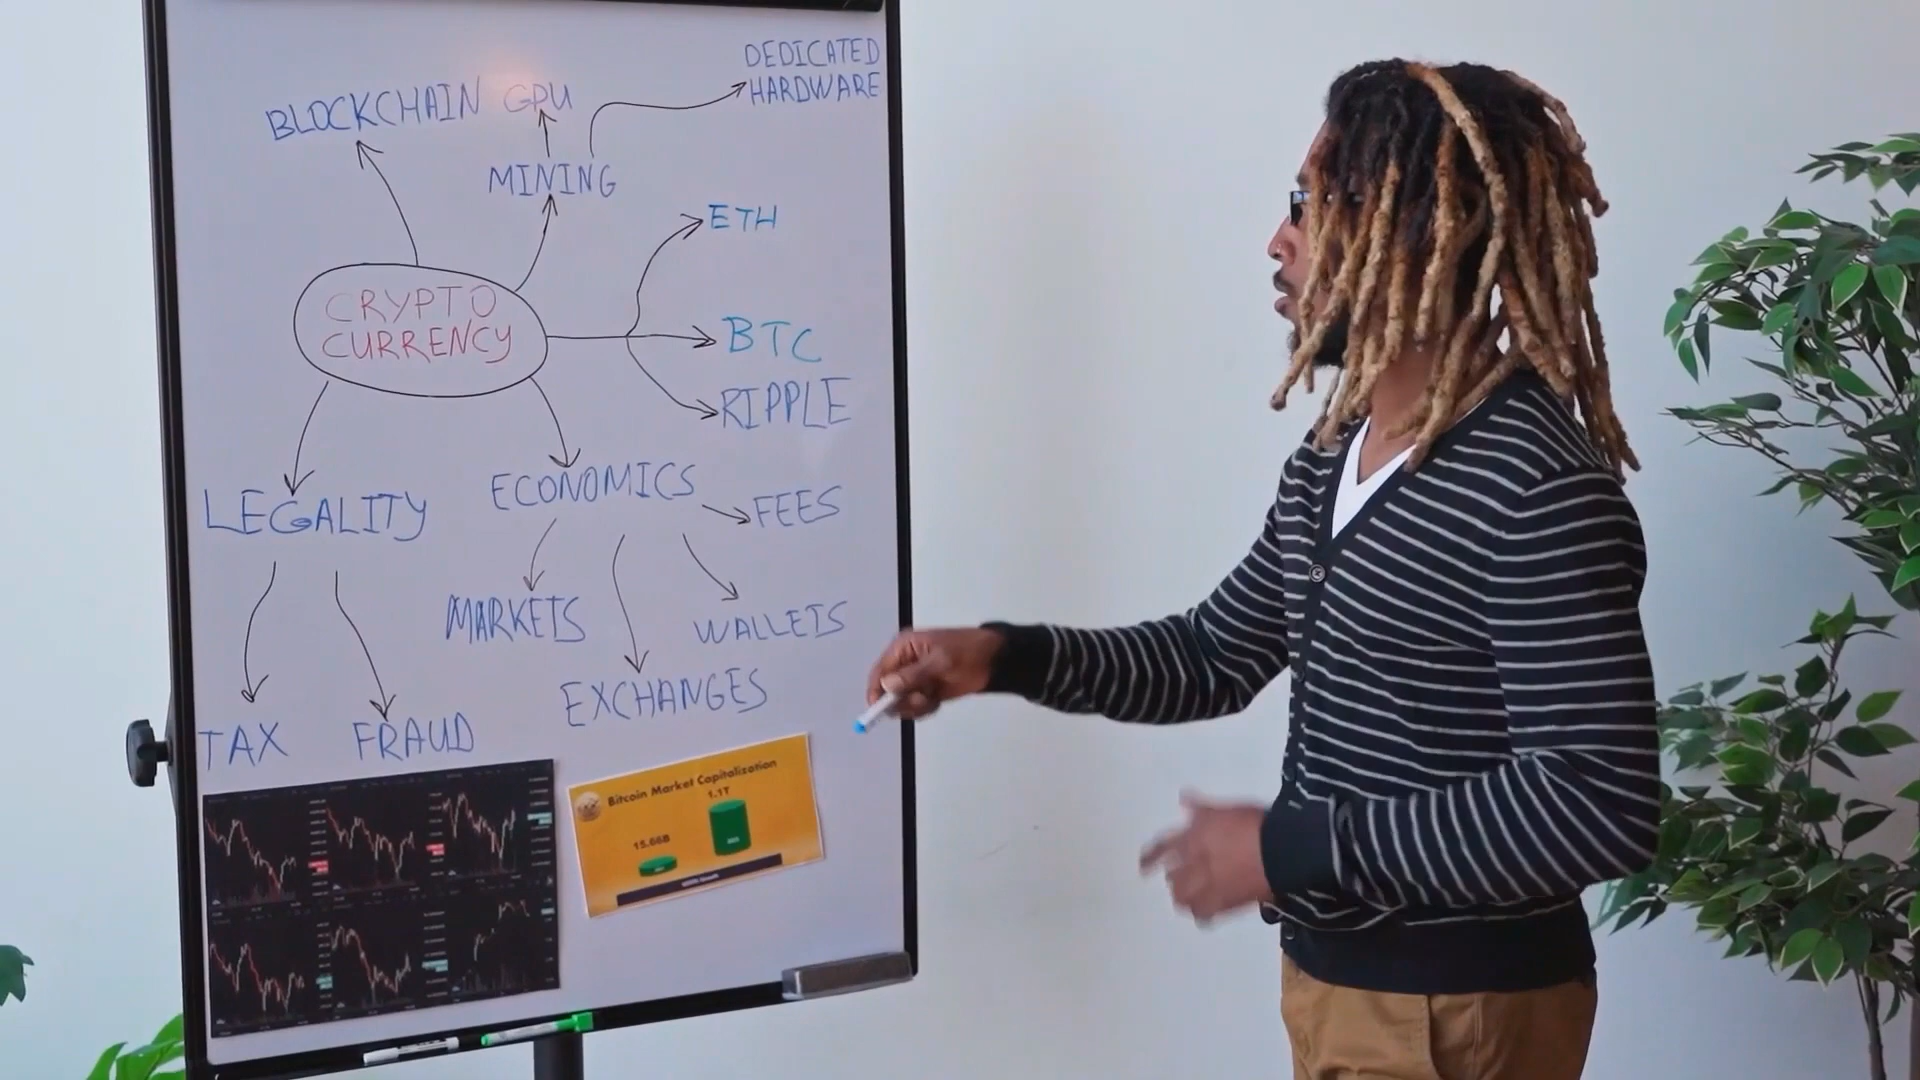 DEDICATED
HARDWARE
BLOCKCHAIN
GPU
MINING
ETH
CRYPTO
CURRENCY
BTC
RIPPLE
LEGALITY
ECONOMICS
FEES
MARKETS
WALLETS
EXCHANGES
TAX
FRAUD
Bitcoin Market Capitalization
1.1T
15.66B